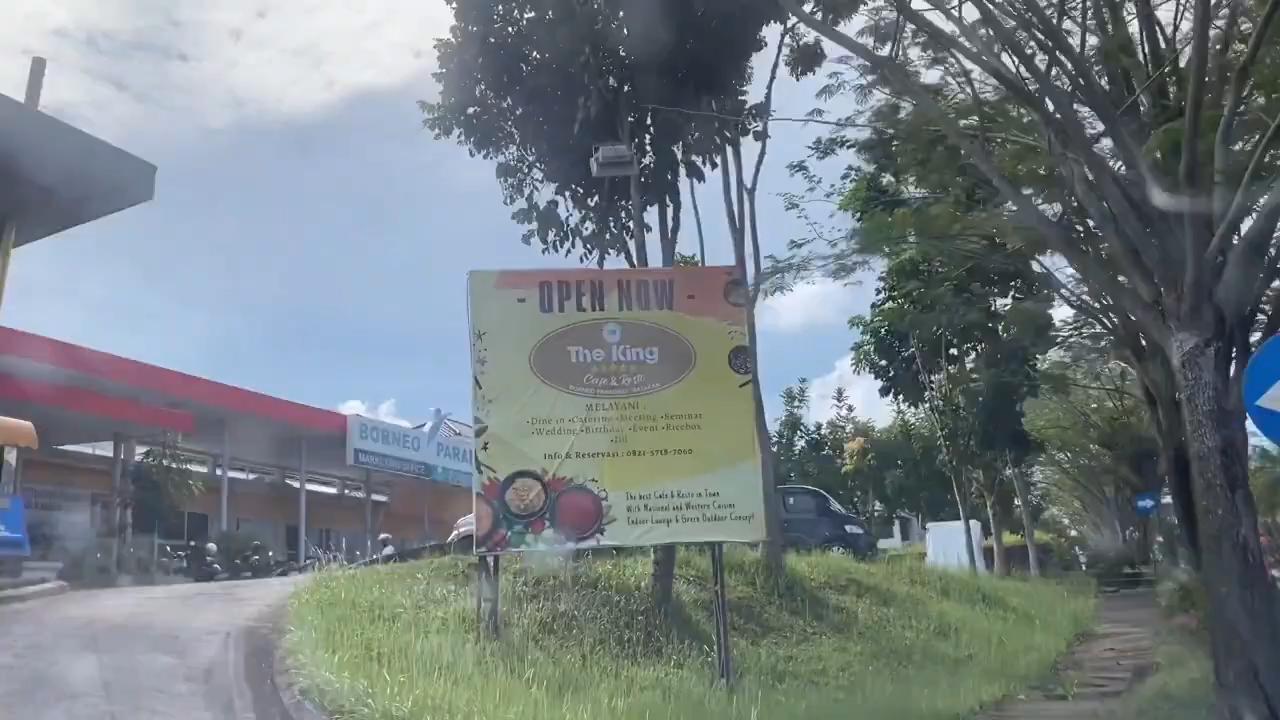 - OPEN NOW -
The King
Cafe & Resto
MELAYANI :
•Dine in •Catering •Meeting •Seminar
•Wedding •Birthday •Event •Ricebox
•Dll
Info & Reservasi : 0821-5718-7060
The best Cafe & Resto in Town
With National and Western Cuisine
Indoor Lounge & Green Outdoor Concept
BORNEO PARA
MARKETING OFFICE